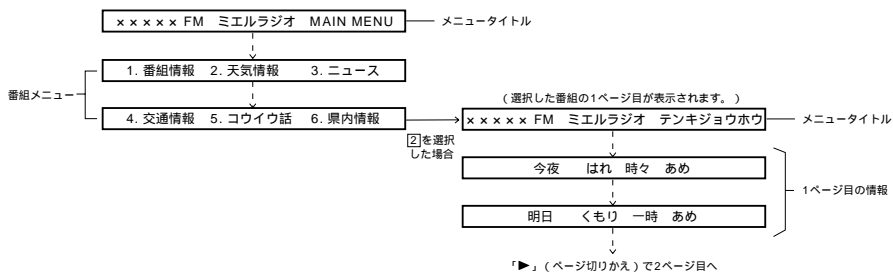 ××××× FM　ミエルラジオ　MAIN MENU
メニュータイトル
番組メニュー
1. 番組情報　2. 天気情報　3. ニュース
4. 交通情報　5. コウイウ話　6. 県内情報
2を選択
した場合
(選択した番組の1ページ目が表示されます。)
××××× FM　ミエルラジオ　テンキジョウホウ
メニュータイトル
今夜　はれ　時々　あめ
明日　くもり　一時　あめ
1ページ目の情報
「▶」(ページ切りかえ)で2ページ目へ